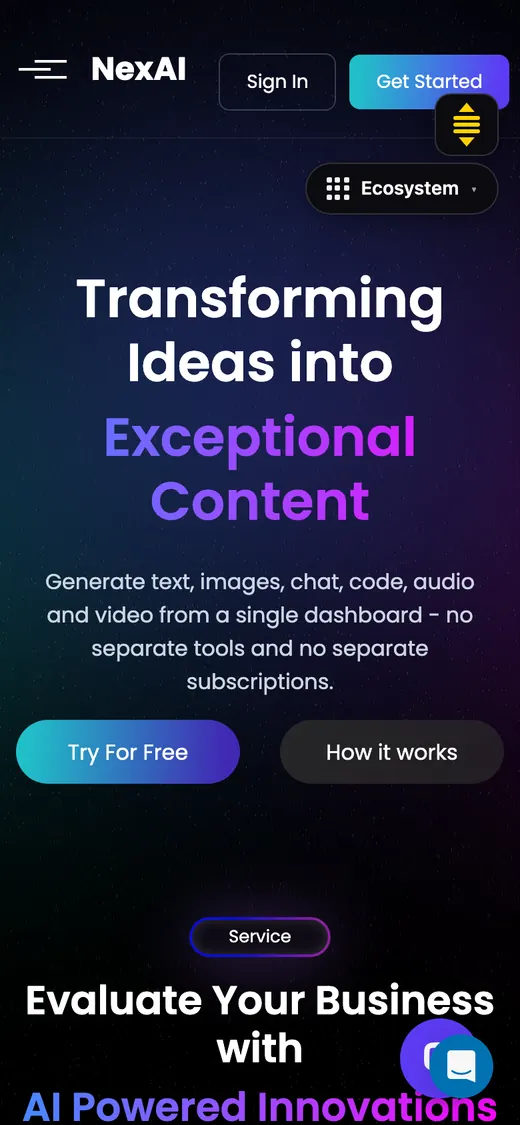 NexAI
Sign In
Get Started
Ecosystem
Transforming
Ideas into
Exceptional
Content
Generate text, images, chat, code, audio
and video from a single dashboard - no
separate tools and no separate
subscriptions.
Try For Free
How it works
Service
Evaluate Your Business
with
AI Powered Innovations